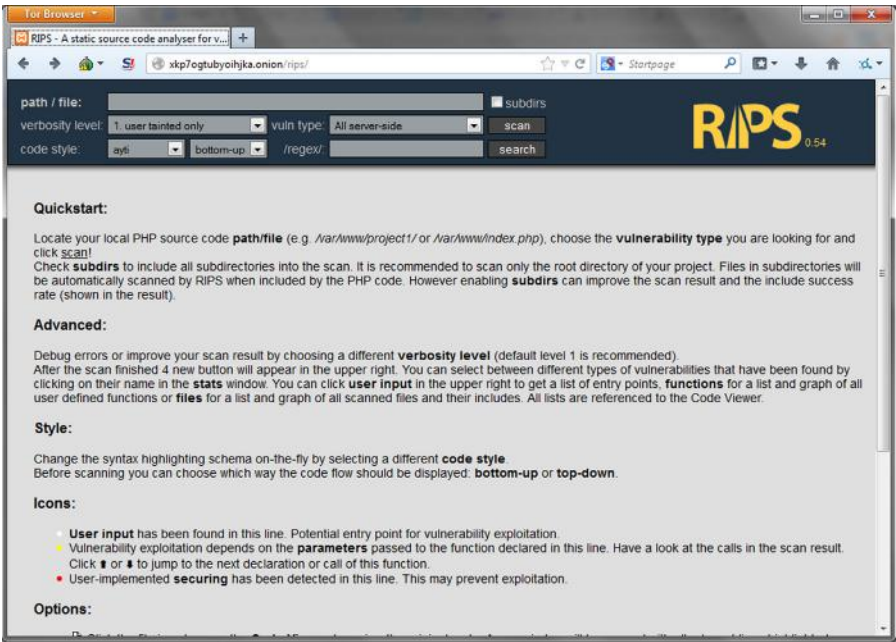 Tor Browser
RIPS - A static source code analyser for v...
xkp7ogtubyoihjka.onion/rips/
Startpage
path / file:
subdirs
verbosity level: 1. user tainted only vuln type: All server-side scan
code style: ayti bottom-up /regex/: search
RIPS 0.54
Quickstart:
Locate your local PHP source code path/file (e.g. /var/www/project1/ or /var/www/index.php), choose the vulnerability type you are looking for and
click scan!
Check subdirs to include all subdirectories into the scan. It is recommended to scan only the root directory of your project. Files in subdirectories will
be automatically scanned by RIPS when included by the PHP code. However enabling subdirs can improve the scan result and the include success
rate (shown in the result).
Advanced:
Debug errors or improve your scan result by choosing a different verbosity level (default level 1 is recommended).
After the scan finished 4 new button will appear in the upper right. You can select between different types of vulnerabilities that have been found by
clicking on their name in the stats window. You can click user input in the upper right to get a list of entry points, functions for a list and graph of all
user defined functions or files for a list and graph of all scanned files and their includes. All lists are referenced to the Code Viewer.
Style:
Change the syntax highlighting schema on-the-fly by selecting a different code style.
Before scanning you can choose which way the code flow should be displayed: bottom-up or top-down.
Icons:
User input has been found in this line. Potential entry point for vulnerability exploitation.
Vulnerability exploitation depends on the parameters passed to the function declared in this line. Have a look at the calls in the scan result.
Click ⬆ or ⬇ to jump to the next declaration or call of this function.
User-implemented securing has been detected in this line. This may prevent exploitation.
Options: